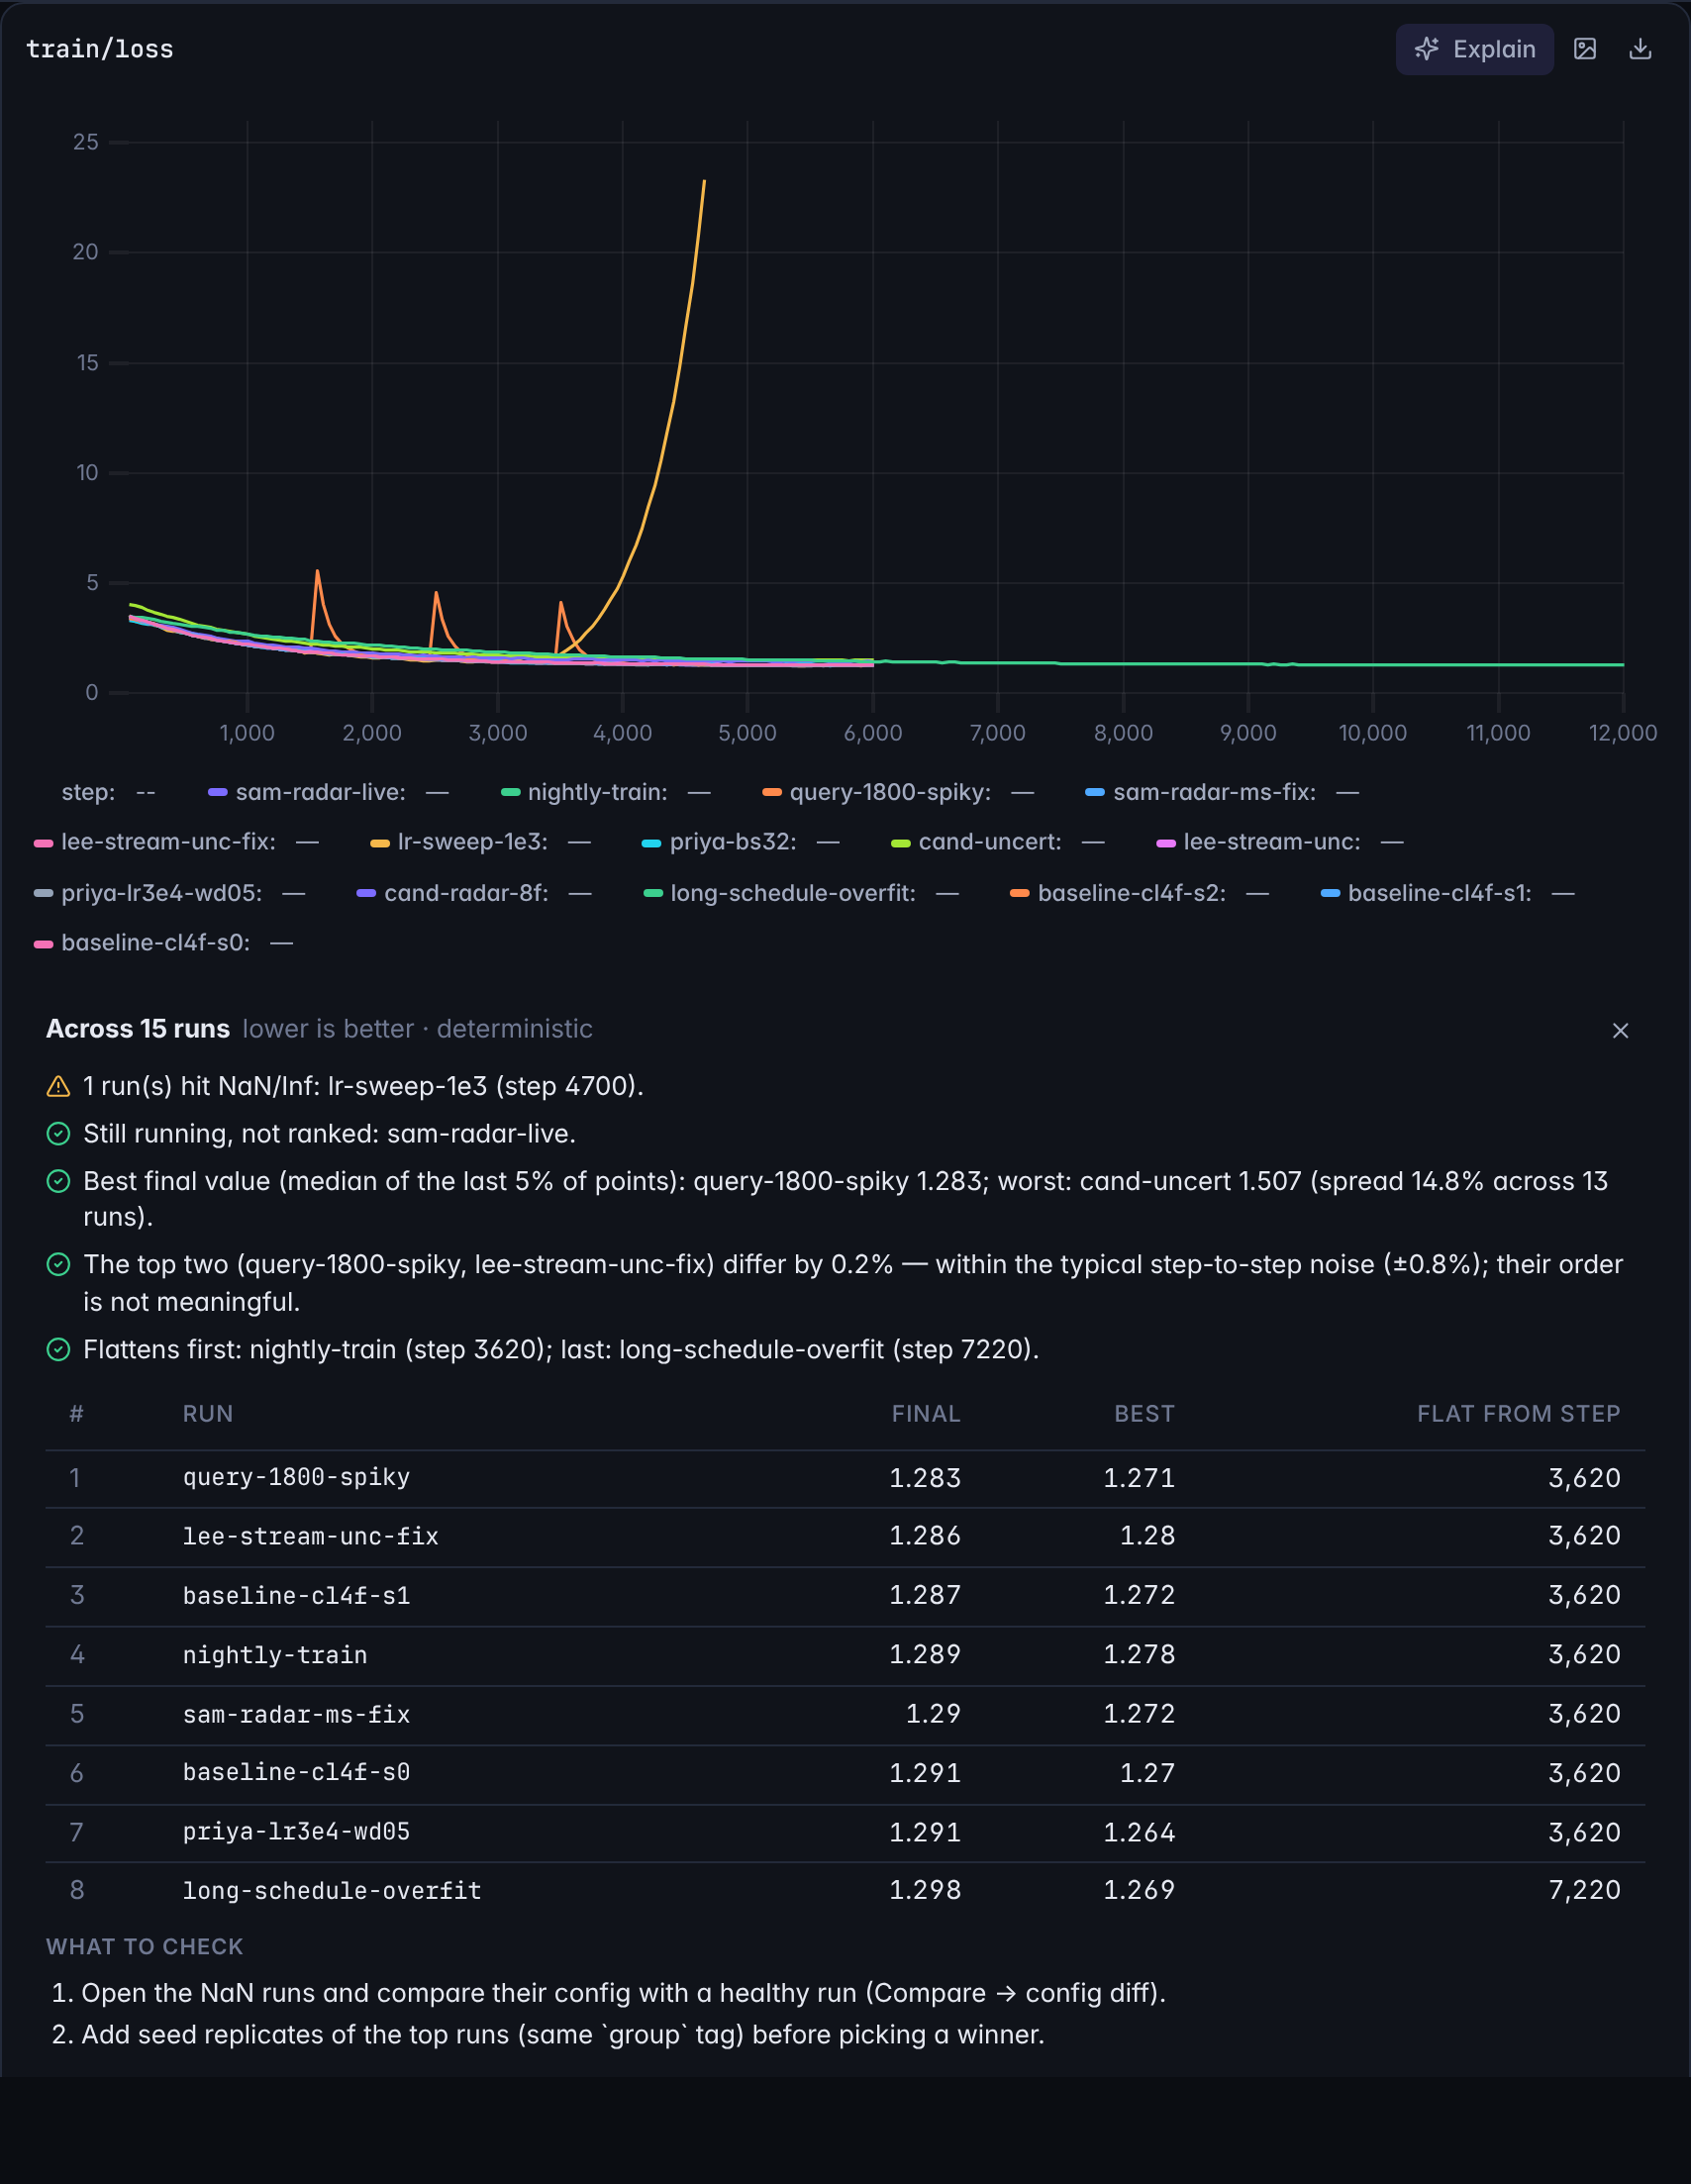 train/loss
Explain
25
20
15
10
5
0
1,000 2,000 3,000 4,000 5,000 6,000 7,000 8,000 9,000 10,000 11,000 12,000
step: -- sam-radar-live: — nightly-train: — query-1800-spiky: — sam-radar-ms-fix: —
lee-stream-unc-fix: — lr-sweep-1e3: — priya-bs32: — cand-uncert: — lee-stream-unc: —
priya-lr3e4-wd05: — cand-radar-8f: — long-schedule-overfit: — baseline-cl4f-s2: — baseline-cl4f-s1: —
baseline-cl4f-s0: —
Across 15 runs lower is better · deterministic
1 run(s) hit NaN/Inf: lr-sweep-1e3 (step 4700).
Still running, not ranked: sam-radar-live.
Best final value (median of the last 5% of points): query-1800-spiky 1.283; worst: cand-uncert 1.507 (spread 14.8% across 13
runs).
The top two (query-1800-spiky, lee-stream-unc-fix) differ by 0.2% — within the typical step-to-step noise (±0.8%); their order
is not meaningful.
Flattens first: nightly-train (step 3620); last: long-schedule-overfit (step 7220).
# RUN FINAL BEST FLAT FROM STEP
1 query-1800-spiky 1.283 1.271 3,620
2 lee-stream-unc-fix 1.286 1.28 3,620
3 baseline-cl4f-s1 1.287 1.272 3,620
4 nightly-train 1.289 1.278 3,620
5 sam-radar-ms-fix 1.29 1.272 3,620
6 baseline-cl4f-s0 1.291 1.27 3,620
7 priya-lr3e4-wd05 1.291 1.264 3,620
8 long-schedule-overfit 1.298 1.269 7,220
WHAT TO CHECK
1. Open the NaN runs and compare their config with a healthy run (Compare → config diff).
2. Add seed replicates of the top runs (same `group` tag) before picking a winner.